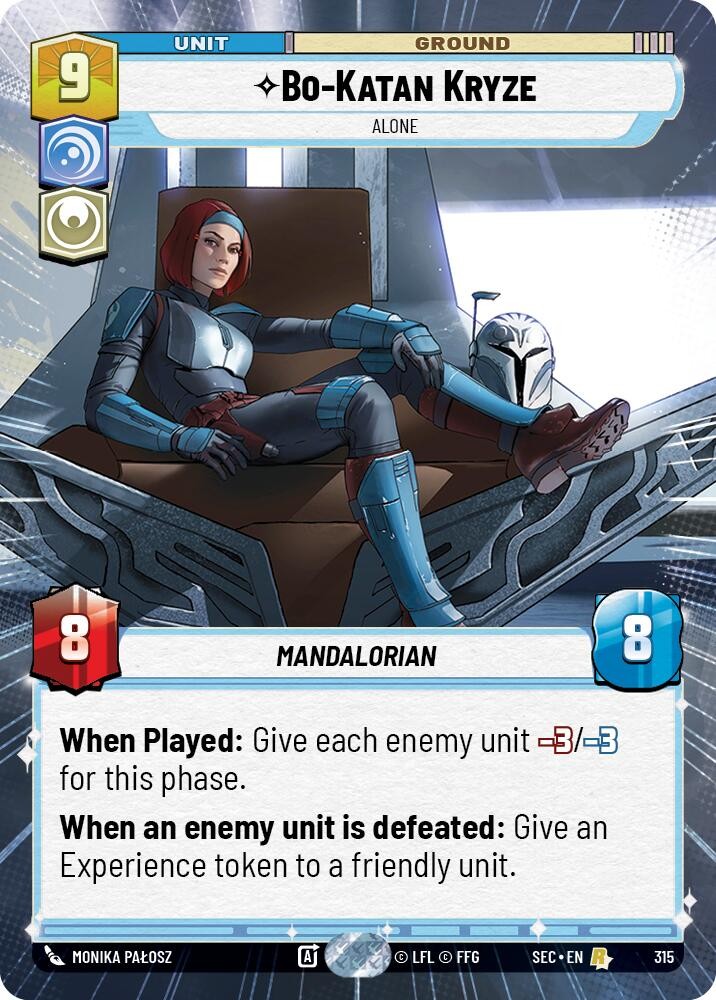 UNIT
GROUND
9
✧BO-KATAN KRYZE
ALONE
8
MANDALORIAN
8
When Played: Give each enemy unit -3/-3
for this phase.
When an enemy unit is defeated: Give an
Experience token to a friendly unit.
MONIKA PAŁOSZ
A
© LFL © FFG
SEC • EN
R
315